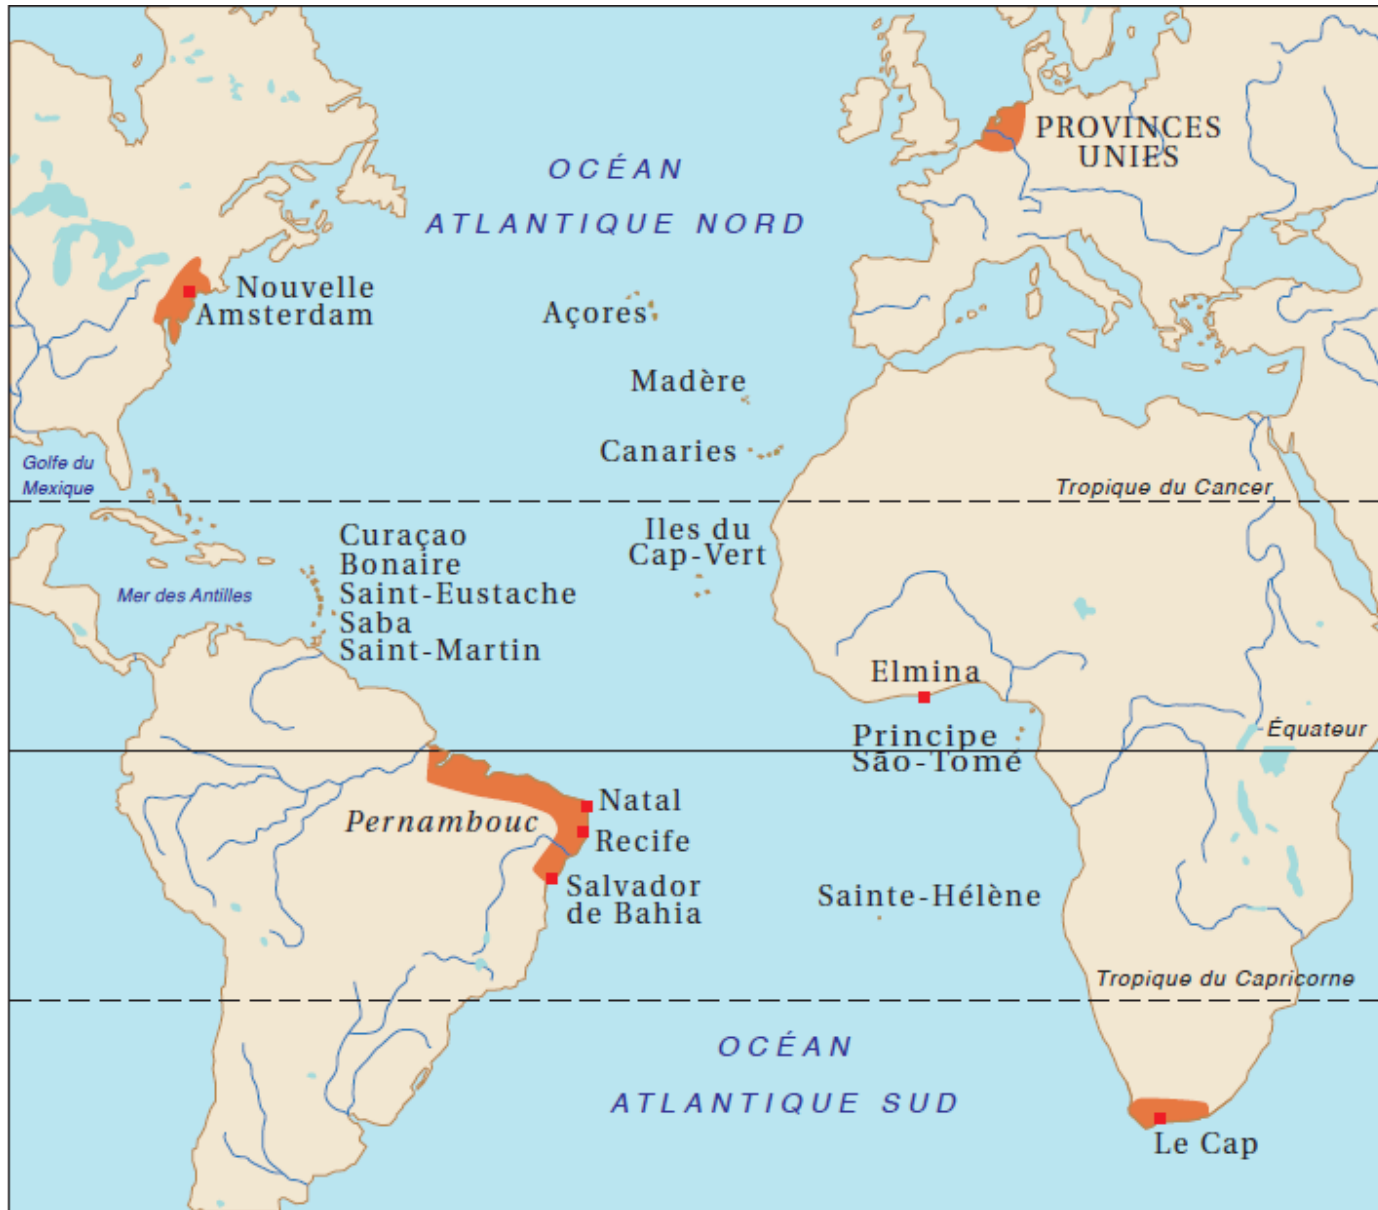 PROVINCES
UNIES
OCÉAN
ATLANTIQUE NORD
Nouvelle
Amsterdam
Açores
Madère
Canaries
Golfe du
Mexique
Tropique du Cancer
Iles du
Cap-Vert
Curaçao
Bonaire
Saint-Eustache
Saba
Saint-Martin
Mer des Antilles
Elmina
Équateur
Principe
São-Tomé
Natal
Pernambouc
Recife
Salvador
de Bahia
Sainte-Hélène
Tropique du Capricorne
OCÉAN
ATLANTIQUE SUD
Le Cap